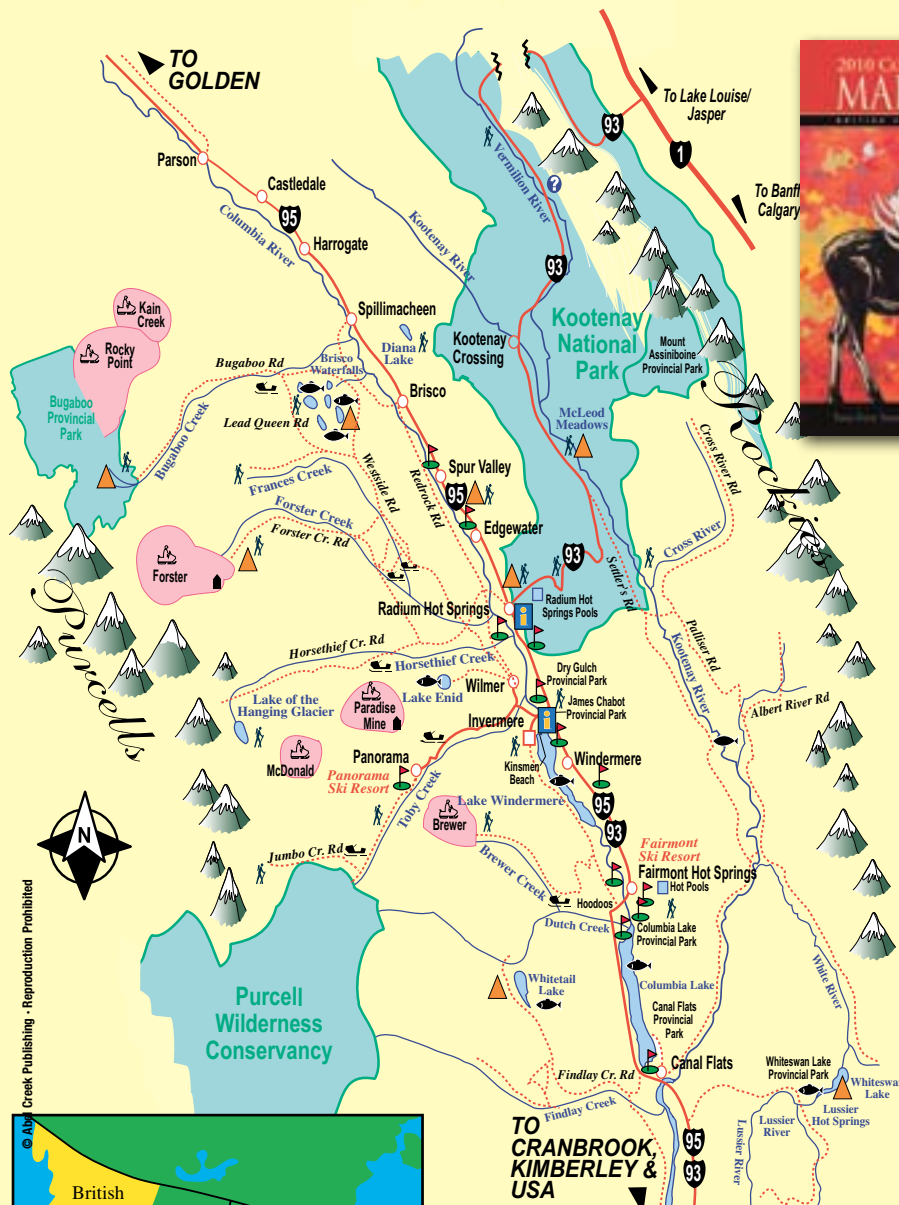 TO
GOLDEN
To Lake Louise/
Jasper
93
1
To Banff
Calgary
2010
MA
Parson
Castledale
95
Columbia River
Harrogate
Kootenay River
Vermilion River
?
93
Spillimacheen
Kain
Creek
Rocky
Point
Diana
Lake
Kootenay
Crossing
Kootenay
National
Park
Mount
Assiniboine
Provincial Park
Bugaboo Rd
Brisco
Waterfalls
Brisco
Bugaboo
Provincial
Park
Bugaboo Creek
Lead Queen Rd
McLeod
Meadows
Rockies
Cross River Rd
Frances Creek
Westside Rd
Redrock Rd
Spur Valley
95
Edgewater
Forster Creek
Forster Cr. Rd
Forster
Cross River
93
Settler's Rd
Radium Hot Springs
i
Radium Hot
Springs Pools
Purcells
Horsethief Cr. Rd
Horsethief Creek
Palliser Rd
Kootenay River
Dry Gulch
Provincial Park
Lake of the
Hanging Glacier
Paradise
Mine
Lake Enid
Wilmer
James Chabot
Provincial Park
Albert River Rd
Invermere
i
McDonald
Panorama
Panorama
Ski Resort
Toby Creek
Kinsmen
Beach
Windermere
Lake Windermere
95
93
Brewer
Brewer Creek
N
Jumbo Cr. Rd
Fairmont
Ski Resort
Fairmont Hot Springs
Hot Pools
Hoodoos
Dutch Creek
Columbia Lake
Provincial Park
White River
Whitetail
Lake
Columbia Lake
Canal Flats
Provincial
Park
Purcell
Wilderness
Conservancy
Canal Flats
Findlay Cr. Rd
Findlay Creek
Whiteswan Lake
Provincial Park
Whiteswan
Lake
Lussier
Hot Springs
Lussier
River
Lussier River
TO
CRANBROOK,
KIMBERLEY &
USA
95
93
© Abel Creek Publishing - Reproduction Prohibited
British